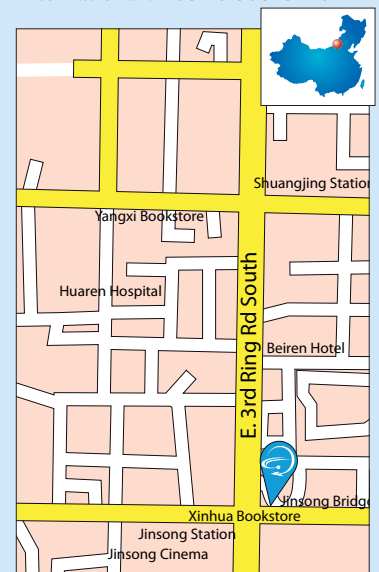 Shuangjing Station
Yangxi Bookstore
Huaren Hospital
E. 3rd Ring Rd South
Beiren Hotel
Jinsong Bridge
Xinhua Bookstore
Jinsong Station
Jinsong Cinema